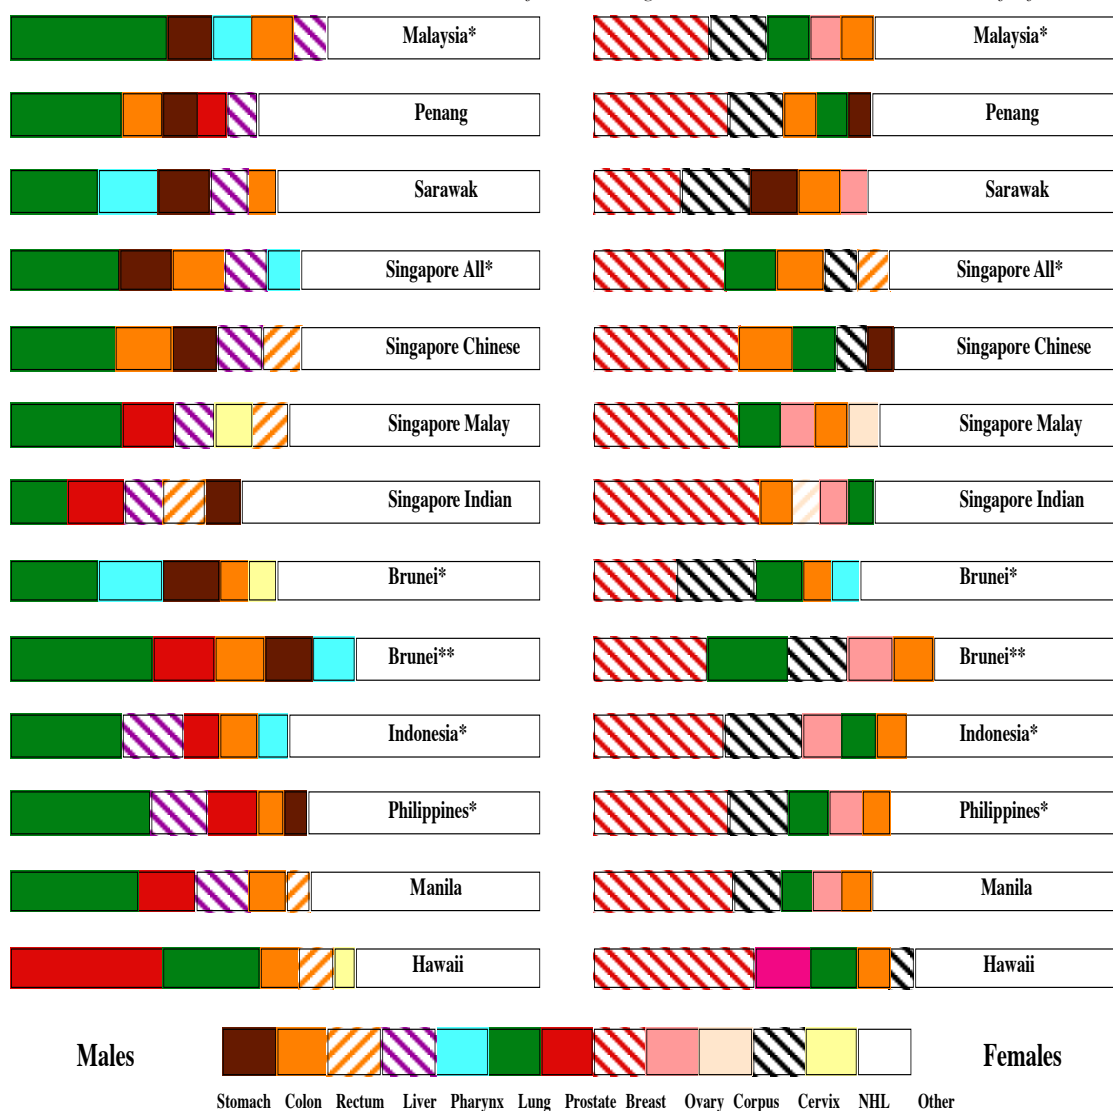 Malaysia* Malaysia*
Penang Penang
Sarawak Sarawak
Singapore All* Singapore All*
Singapore Chinese Singapore Chinese
Singapore Malay Singapore Malay
Singapore Indian Singapore Indian
Brunei* Brunei*
Brunei** Brunei**
Indonesia* Indonesia*
Philippines* Philippines*
Manila Manila
Hawaii Hawaii
Males Females
Stomach Colon Rectum Liver Pharynx Lung Prostate Breast Ovary Corpus Cervix NHL Other